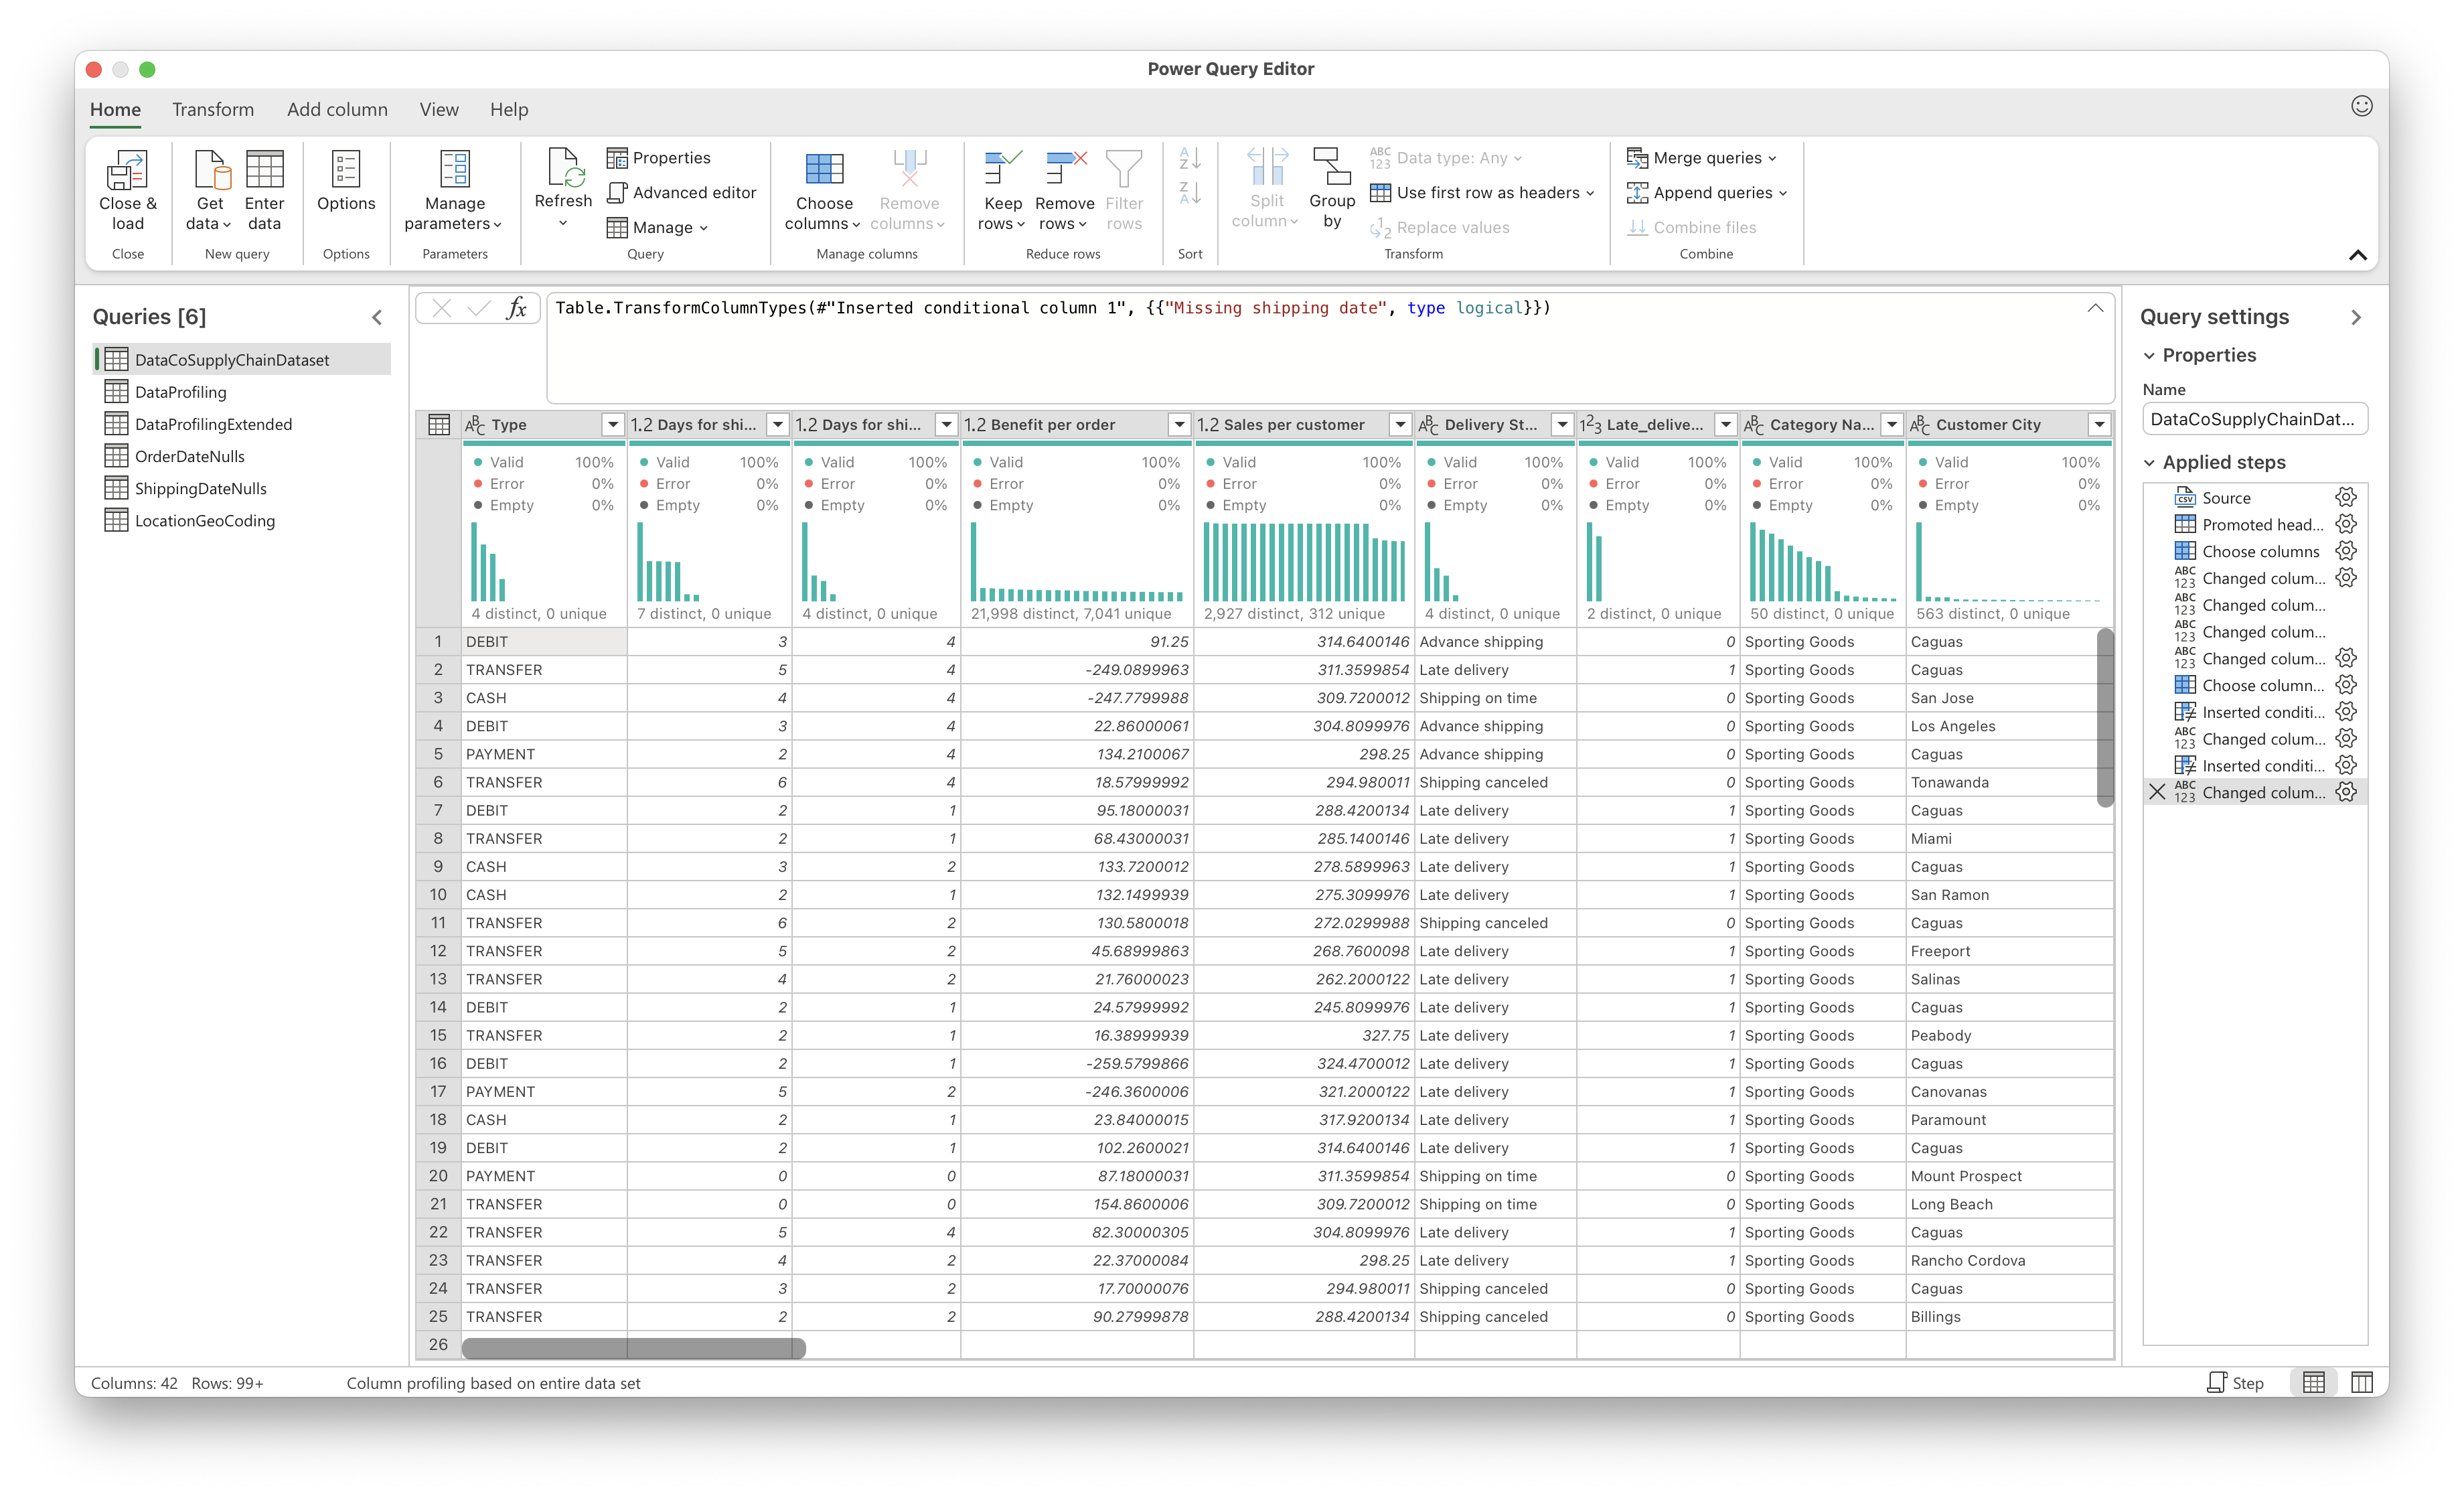 Power Query Editor
Home Transform Add column View Help
Close & load
Close
Get data Enter data
New query
Options
Options
Manage parameters
Parameters
Refresh
Properties
Advanced editor
Manage
Query
Choose columns Remove columns
Manage columns
Keep rows Remove rows Filter rows
Reduce rows
Sort
Split column Group by
Data type: Any
Use first row as headers
Replace values
Transform
Merge queries
Append queries
Combine files
Combine
Queries [6]
DataCoSupplyChainDataset
DataProfiling
DataProfilingExtended
OrderDateNulls
ShippingDateNulls
LocationGeoCoding
fx
Table.TransformColumnTypes(#"Inserted conditional column 1", {{"Missing shipping date", type logical}})
ABC Type 1.2 Days for shi... 1.2 Days for shi... 1.2 Benefit per order 1.2 Sales per customer ABC Delivery St... 123 Late_delive... ABC Category Na... ABC Customer City
Valid 100% Valid 100% Valid 100% Valid 100% Valid 100% Valid 100% Valid 100% Valid 100% Valid 100%
Error 0% Error 0% Error 0% Error 0% Error 0% Error 0% Error 0% Error 0% Error 0%
Empty 0% Empty 0% Empty 0% Empty 0% Empty 0% Empty 0% Empty 0% Empty 0% Empty 0%
4 distinct, 0 unique 7 distinct, 0 unique 4 distinct, 0 unique 21,998 distinct, 7,041 unique 2,927 distinct, 312 unique 4 distinct, 0 unique 2 distinct, 0 unique 50 distinct, 0 unique 563 distinct, 0 unique
1 DEBIT 3 4 91.25 314.6400146 Advance shipping 0 Sporting Goods Caguas
2 TRANSFER 5 4 -249.0899963 311.3599854 Late delivery 1 Sporting Goods Caguas
3 CASH 4 4 -247.7799988 309.7200012 Shipping on time 0 Sporting Goods San Jose
4 DEBIT 3 4 22.86000061 304.8099976 Advance shipping 0 Sporting Goods Los Angeles
5 PAYMENT 2 4 134.2100067 298.25 Advance shipping 0 Sporting Goods Caguas
6 TRANSFER 6 4 18.57999992 294.980011 Shipping canceled 0 Sporting Goods Tonawanda
7 DEBIT 2 1 95.18000031 288.4200134 Late delivery 1 Sporting Goods Caguas
8 TRANSFER 2 1 68.43000031 285.1400146 Late delivery 1 Sporting Goods Miami
9 CASH 3 2 133.7200012 278.5899963 Late delivery 1 Sporting Goods Caguas
10 CASH 2 1 132.1499939 275.3099976 Late delivery 1 Sporting Goods San Ramon
11 TRANSFER 6 2 130.5800018 272.0299988 Shipping canceled 0 Sporting Goods Caguas
12 TRANSFER 5 2 45.68999863 268.7600098 Late delivery 1 Sporting Goods Freeport
13 TRANSFER 4 2 21.76000023 262.2000122 Late delivery 1 Sporting Goods Salinas
14 DEBIT 2 1 24.57999992 245.8099976 Late delivery 1 Sporting Goods Caguas
15 TRANSFER 2 1 16.38999939 327.75 Late delivery 1 Sporting Goods Peabody
16 DEBIT 2 1 -259.5799866 324.4700012 Late delivery 1 Sporting Goods Caguas
17 PAYMENT 5 2 -246.3600006 321.2000122 Late delivery 1 Sporting Goods Canovanas
18 CASH 2 1 23.84000015 317.9200134 Late delivery 1 Sporting Goods Paramount
19 DEBIT 2 1 102.2600021 314.6400146 Late delivery 1 Sporting Goods Caguas
20 PAYMENT 0 0 87.18000031 311.3599854 Shipping on time 0 Sporting Goods Mount Prospect
21 TRANSFER 0 0 154.8600006 309.7200012 Shipping on time 0 Sporting Goods Long Beach
22 TRANSFER 5 4 82.30000305 304.8099976 Late delivery 1 Sporting Goods Caguas
23 TRANSFER 4 2 22.37000084 298.25 Late delivery 1 Sporting Goods Rancho Cordova
24 TRANSFER 3 2 17.70000076 294.980011 Shipping canceled 0 Sporting Goods Caguas
25 TRANSFER 2 2 90.27999878 288.4200134 Shipping canceled 0 Sporting Goods Billings
26
Query settings
Properties
Name
DataCoSupplyChainDat...
Applied steps
Source
Promoted head...
Choose columns
Changed colum...
Changed colum...
Changed colum...
Changed colum...
Choose column...
Inserted conditi...
Changed colum...
Inserted conditi...
Changed colum...
Columns: 42 Rows: 99+ Column profiling based on entire data set Step